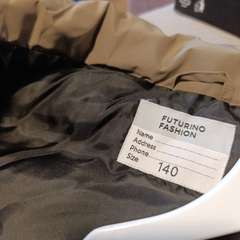 FUTURINO
FASHION
Name
Address
Phone
Size 140